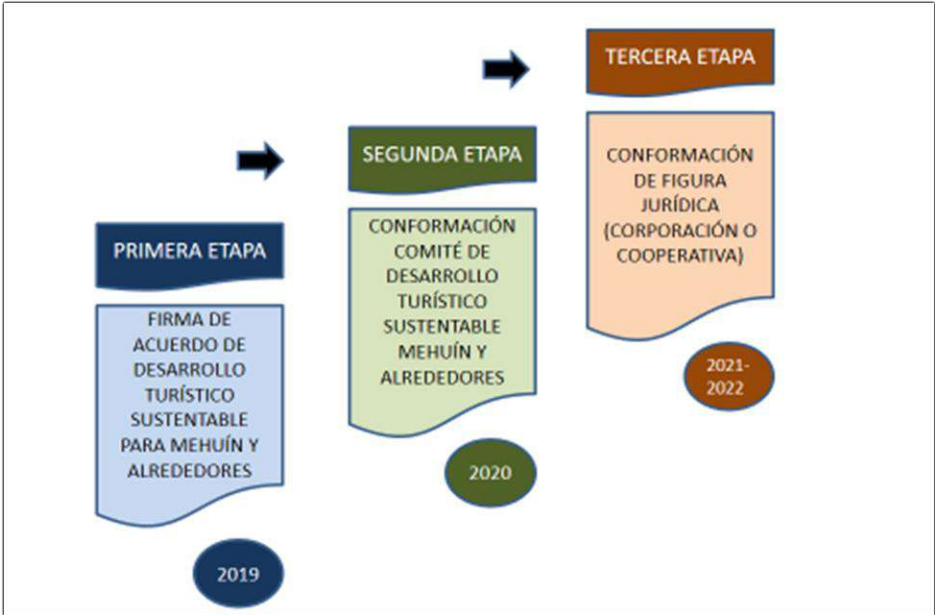 PRIMERA ETAPA
FIRMA DE
ACUERDO DE
DESARROLLO
TURÍSTICO
SUSTENTABLE
PARA MEHUÍN Y
ALREDEDORES
2019
SEGUNDA ETAPA
CONFORMACIÓN
COMITÉ DE
DESARROLLO
TURÍSTICO
SUSTENTABLE
MEHUÍN Y
ALREDEDORES
2020
TERCERA ETAPA
CONFORMACIÓN
DE FIGURA
JURÍDICA
(CORPORACIÓN O
COOPERATIVA)
2021-
2022